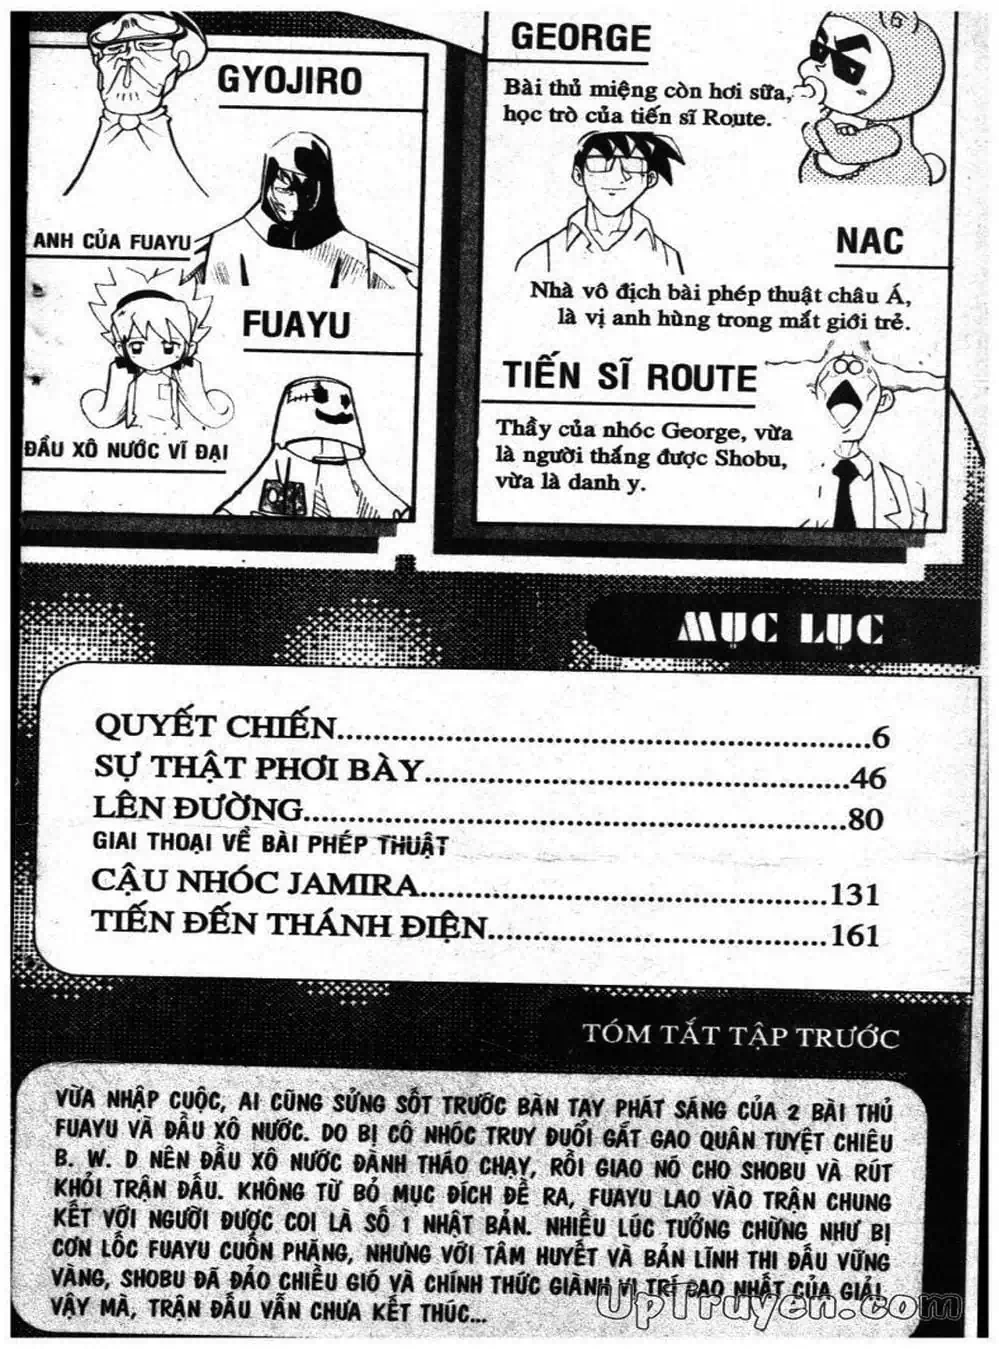 GYOJIRO
ANH CỦA FUAYU
FUAYU
ĐẦU XÔ NƯỚC VĨ ĐẠI
(6)
GEORGE
Bài thủ miệng còn hơi sữa,
học trò của tiến sĩ Route.
NAC
Nhà vô địch bài phép thuật châu Á,
là vị anh hùng trong mắt giới trẻ.
TIẾN SĨ ROUTE
Thầy của nhóc George, vừa
là người thắng được Shobu,
vừa là danh y.
MỤC LỤC
QUYẾT CHIẾN.....................................................6
SỰ THẬT PHƠI BÀY..........................................46
LÊN ĐƯỜNG......................................................80
GIAI THOẠI VỀ BÀI PHÉP THUẬT
CẬU NHÓC JAMIRA........................................131
TIẾN ĐẾN THÁNH ĐIỆN.................................161
TÓM TẮT TẬP TRƯỚC
VỪA NHẬP CUỘC, AI CŨNG SỬNG SỐT TRƯỚC BÀN TAY PHÁT SÁNG CỦA 2 BÀI THỦ
FUAYU VÀ ĐẦU XÔ NƯỚC. DO BỊ CÔ NHÓC TRUY ĐUỔI GẮT GAO QUÂN TUYỆT CHIÊU
B. W. D NÊN ĐẦU XÔ NƯỚC ĐÀNH THÁO CHẠY, RỒI GIAO NÓ CHO SHOBU VÀ RÚT
KHỎI TRẬN ĐẤU. KHÔNG TỪ BỎ MỤC ĐÍCH ĐỀ RA, FUAYU LAO VÀO TRẬN CHUNG
KẾT VỚI NGƯỜI ĐƯỢC COI LÀ SỐ 1 NHẬT BẢN. NHIỀU LÚC TƯỞNG CHỪNG NHƯ BỊ
CƠN LỐC FUAYU CUỐN PHĂNG, NHƯNG VỚI TÂM HUYẾT VÀ BẢN LĨNH THI ĐẤU VỮNG
VÀNG, SHOBU ĐÃ ĐẢO CHIỀU GIÓ VÀ CHÍNH THỨC GIÀNH VỊ TRÍ CAO NHẤT CỦA GIẢI.
VẬY MÀ, TRẬN ĐẤU VẪN CHƯA KẾT THÚC...
UpTruyen.com